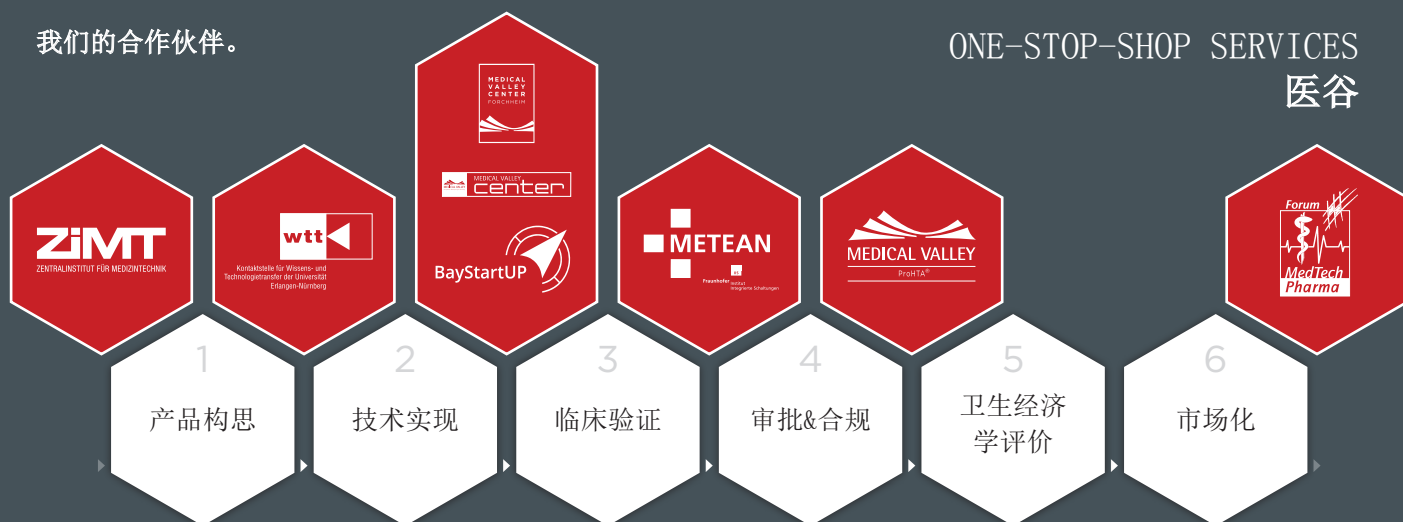 我们的合作伙伴。
ONE-STOP-SHOP SERVICES
医谷
ZiMT
ZENTRALINSTITUT FÜR MEDIZINTECHNIK
wtt
Kontaktstelle für Wissens- und
Technologietransfer der Universität
Erlangen-Nürnberg
MEDICAL
VALLEY
CENTER
FORCHHEIM
MEDICAL VALLEY
center
BayStartUP
METEAN
Fraunhofer
Institut
Integrierte Schaltungen
MEDICAL VALLEY
ProHTA®
Forum
MedTech
Pharma
1
产品构思
2
技术实现
3
临床验证
4
审批&合规
5
卫生经济
学评价
6
市场化